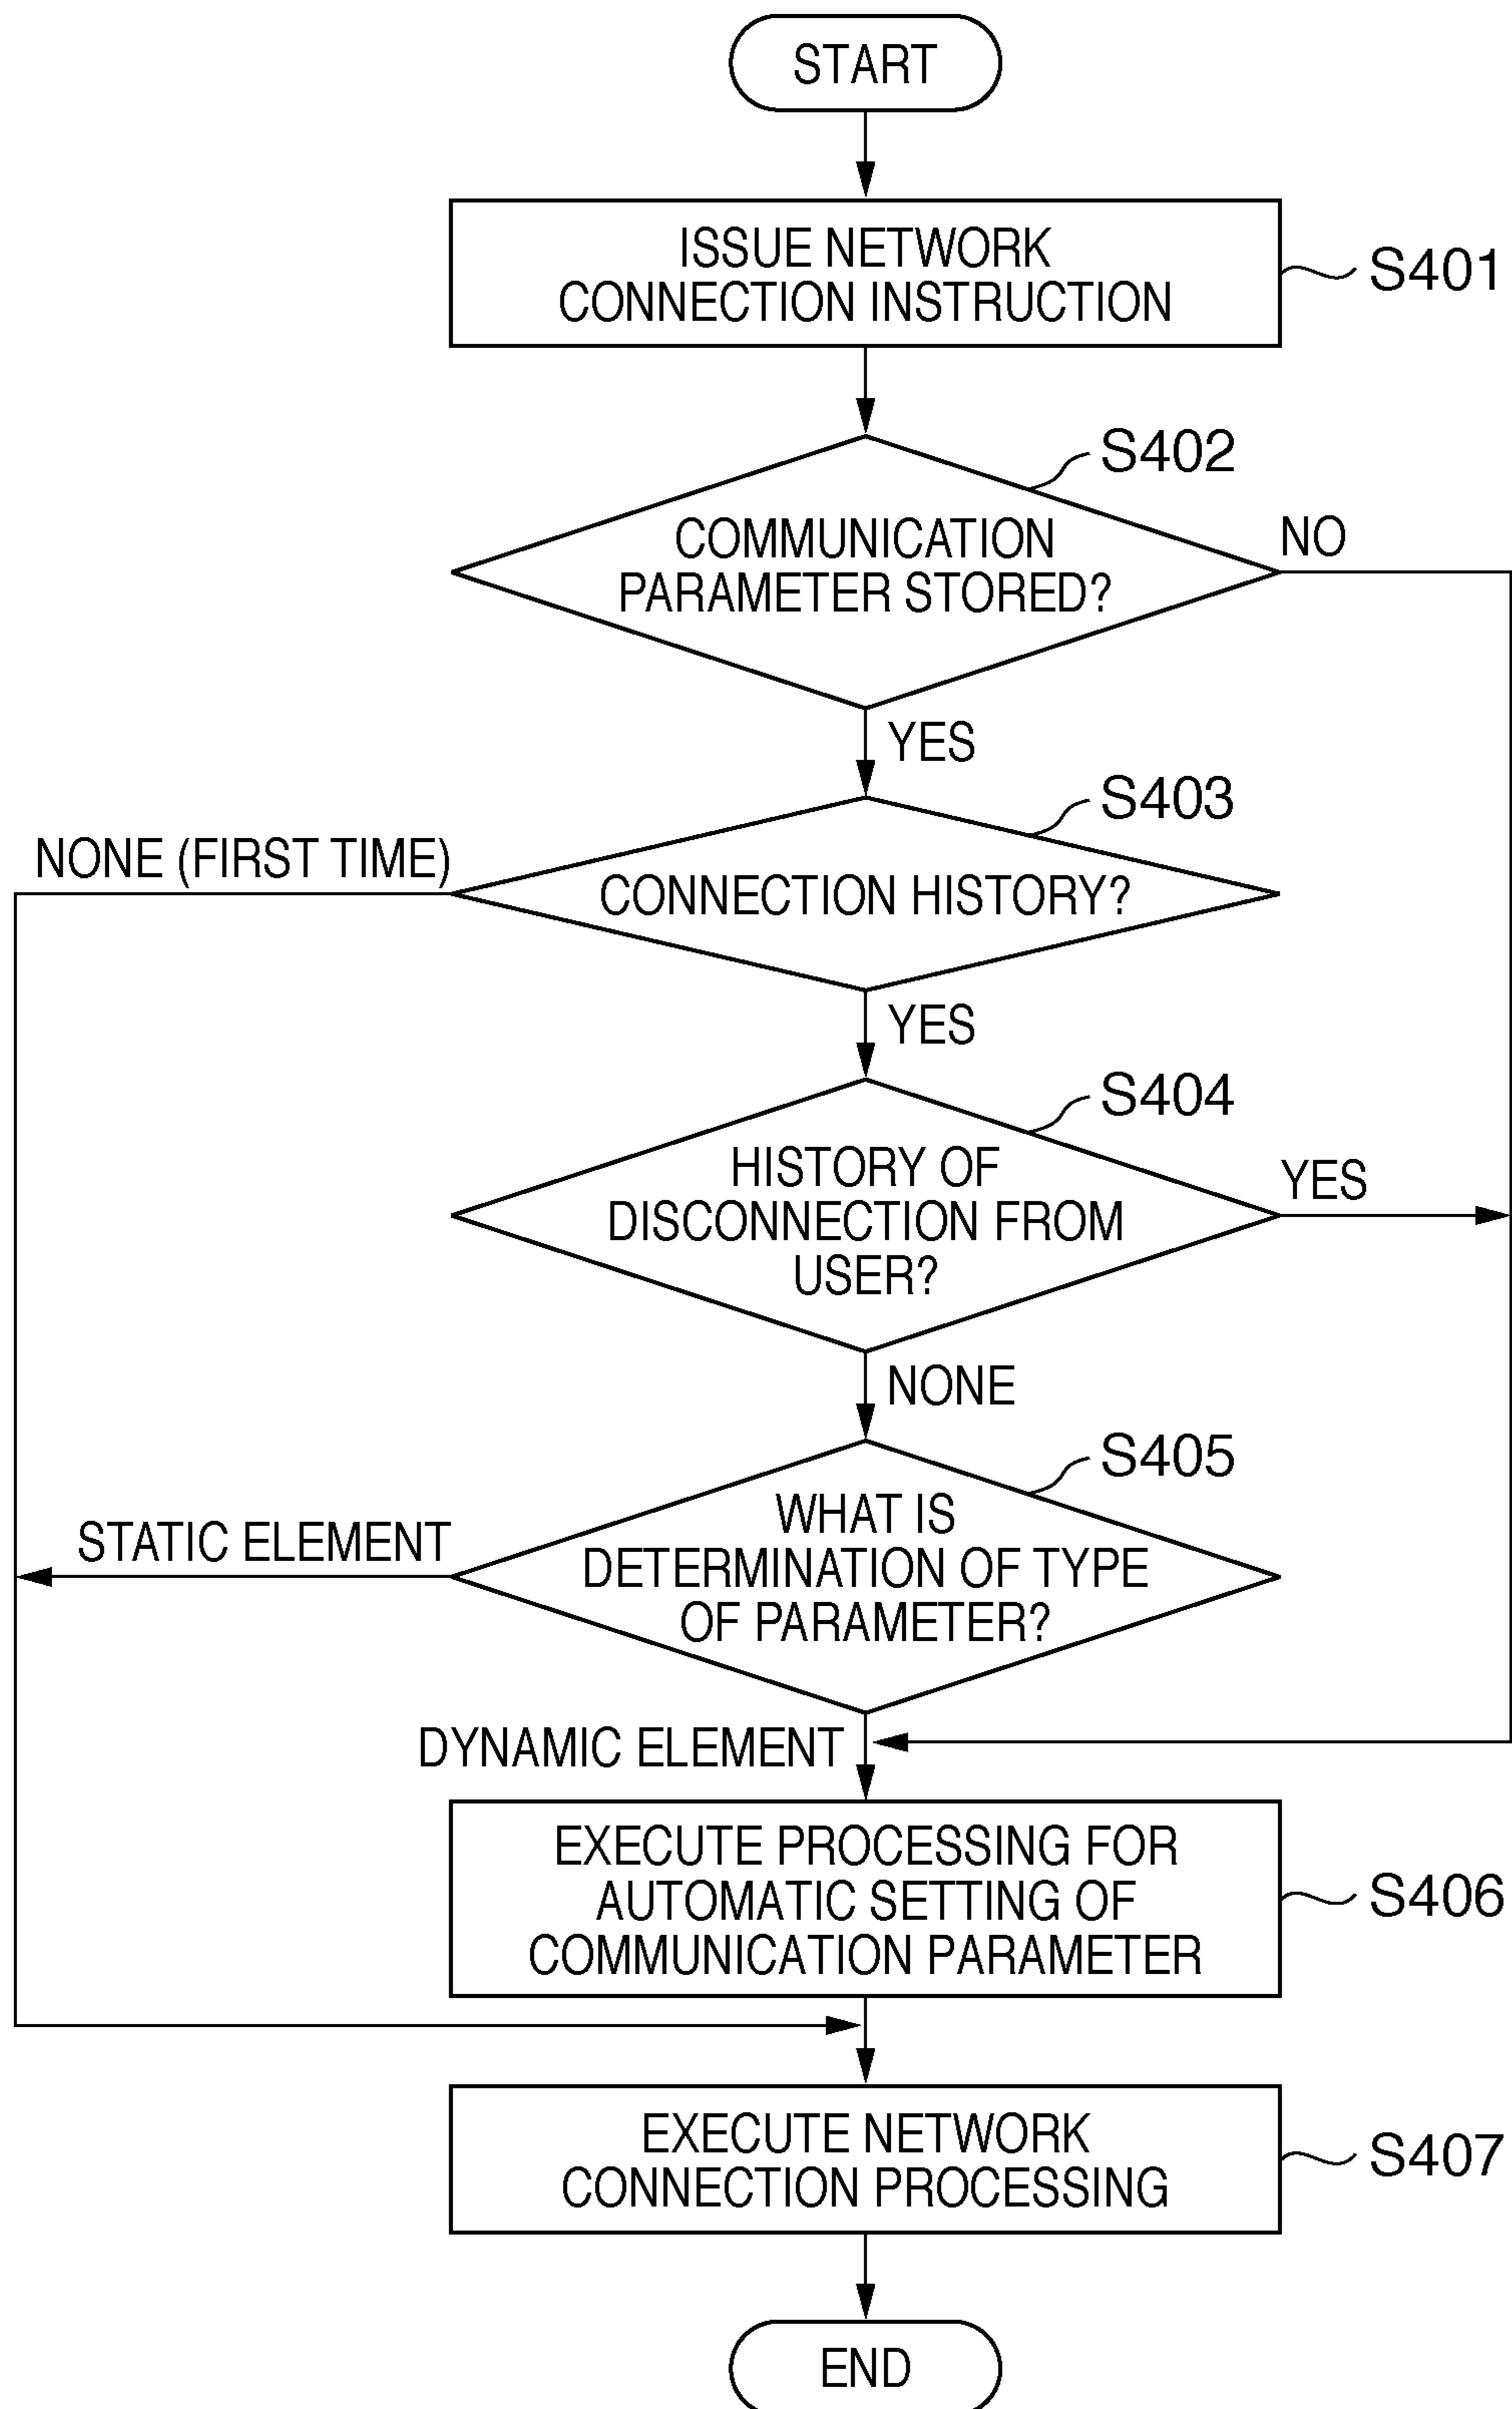 START
ISSUE NETWORK
CONNECTION INSTRUCTION
S401
S402
COMMUNICATION
PARAMETER STORED?
NO
YES
S403
NONE (FIRST TIME)
CONNECTION HISTORY?
YES
S404
HISTORY OF
DISCONNECTION FROM
USER?
YES
NONE
S405
WHAT IS
DETERMINATION OF TYPE
OF PARAMETER?
STATIC ELEMENT
DYNAMIC ELEMENT
EXECUTE PROCESSING FOR
AUTOMATIC SETTING OF
COMMUNICATION PARAMETER
S406
EXECUTE NETWORK
CONNECTION PROCESSING
S407
END